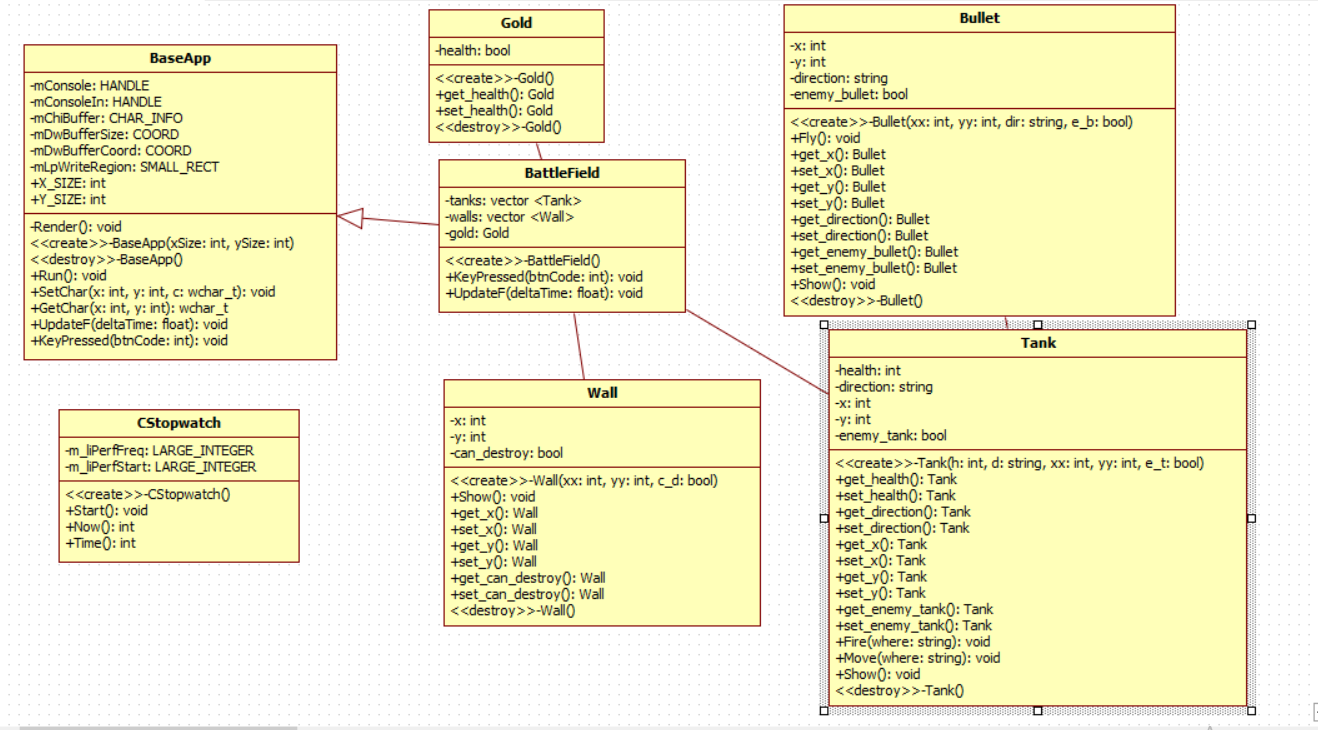 BaseApp
-mConsole: HANDLE
-mConsoleIn: HANDLE
-mChiBuffer: CHAR_INFO
-mDwBufferSize: COORD
-mDwBufferCoord: COORD
-mLpWriteRegion: SMALL_RECT
+X_SIZE: int
+Y_SIZE: int
-Render(): void
<<create>>-BaseApp(xSize: int, ySize: int)
<<destroy>>-BaseApp()
+Run(): void
+SetChar(x: int, y: int, c: wchar_t): void
+GetChar(x: int, y: int): wchar_t
+UpdateF(deltaTime: float): void
+KeyPressed(btnCode: int): void
CStopwatch
-m_liPerfFreq: LARGE_INTEGER
-m_liPerfStart: LARGE_INTEGER
<<create>>-CStopwatch()
+Start(): void
+Now(): int
+Time(): int
Gold
-health: bool
<<create>>-Gold()
+get_health(): Gold
+set_health(): Gold
<<destroy>>-Gold()
BattleField
-tanks: vector <Tank>
-walls: vector <Wall>
-gold: Gold
<<create>>-BattleField()
+KeyPressed(btnCode: int): void
+UpdateF(deltaTime: float): void
Wall
-x: int
-y: int
-can_destroy: bool
<<create>>-Wall(xx: int, yy: int, c_d: bool)
+Show(): void
+get_x(): Wall
+set_x(): Wall
+get_y(): Wall
+set_y(): Wall
+get_can_destroy(): Wall
+set_can_destroy(): Wall
<<destroy>>-Wall()
Bullet
-x: int
-y: int
-direction: string
-enemy_bullet: bool
<<create>>-Bullet(xx: int, yy: int, dir: string, e_b: bool)
+Fly(): void
+get_x(): Bullet
+set_x(): Bullet
+get_y(): Bullet
+set_y(): Bullet
+get_direction(): Bullet
+set_direction(): Bullet
+get_enemy_bullet(): Bullet
+set_enemy_bullet(): Bullet
+Show(): void
<<destroy>>-Bullet()
Tank
-health: int
-direction: string
-x: int
-y: int
-enemy_tank: bool
<<create>>-Tank(h: int, d: string, xx: int, yy: int, e_t: bool)
+get_health(): Tank
+set_health(): Tank
+get_direction(): Tank
+set_direction(): Tank
+get_x(): Tank
+set_x(): Tank
+get_y(): Tank
+set_y(): Tank
+get_enemy_tank(): Tank
+set_enemy_tank(): Tank
+Fire(where: string): void
+Move(where: string): void
+Show(): void
<<destroy>>-Tank()